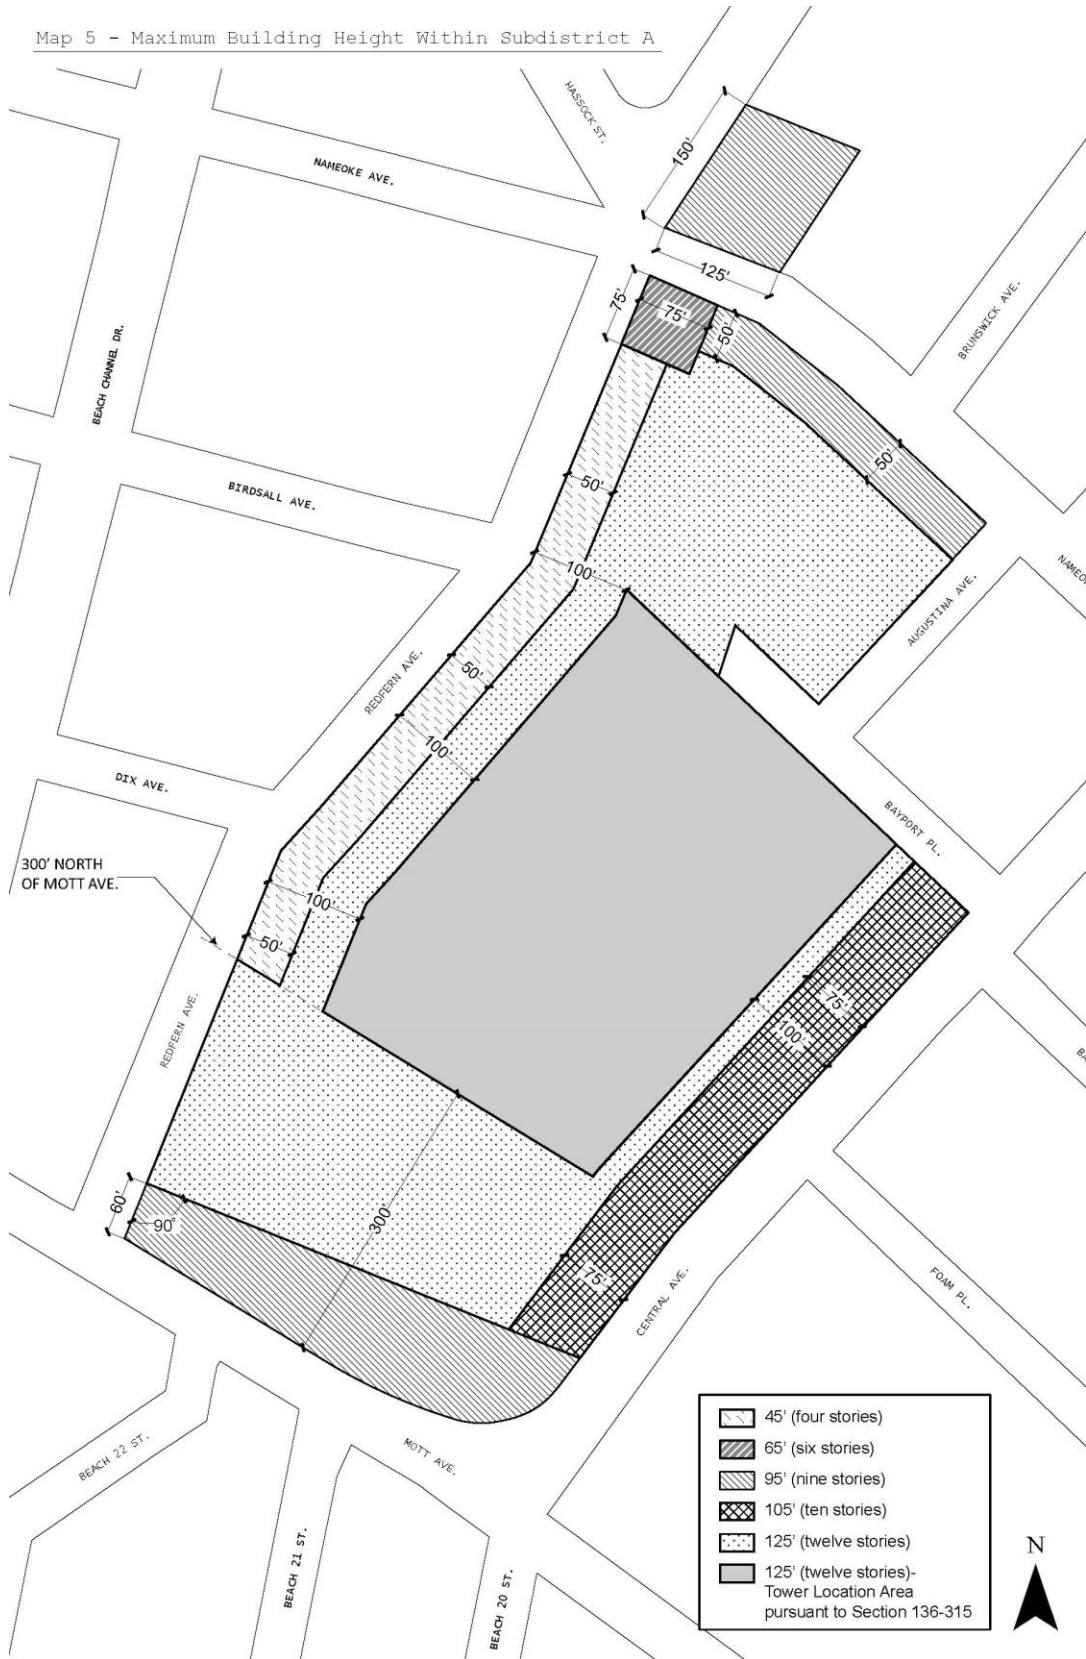 Map 5 - Maximum Building Height Within Subdistrict A
HASSOCK ST.
150'
NAMEOKE AVE.
125'
75'
75'
50'
BRUNSWICK AVE.
BEACH CHANNEL DR.
50'
50'
BIRDSALL AVE.
100'
NAMEO
AUGUSTINA AVE.
REDFERN AVE.
50'
100'
DIX AVE.
BAYPORT PL.
300' NORTH
OF MOTT AVE.
100'
50'
75'
100'
REDFERN AVE.
BA
60'
90°
300'
75'
CENTRAL AVE.
FOAM PL.
BEACH 22 ST.
MOTT AVE.
BEACH 21 ST.
BEACH 20 ST.
45' (four stories)
65' (six stories)
95' (nine stories)
105' (ten stories)
125' (twelve stories)
125' (twelve stories)-
Tower Location Area
pursuant to Section 136-315
N